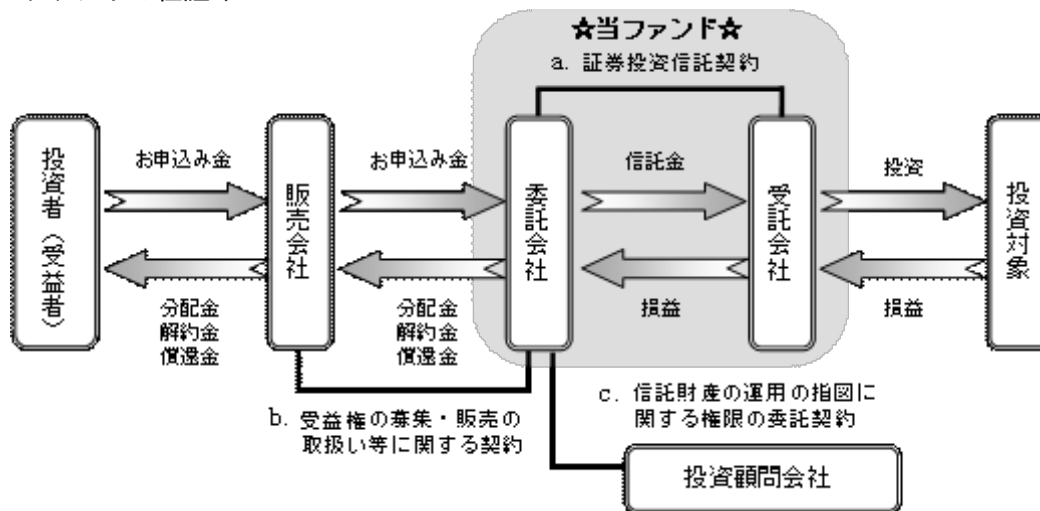 ☆当ファンド☆
a. 証券投資信託契約
投資者（受益者）
お申込み金
分配金
解約金
償還金
販売会社
お申込み金
分配金
解約金
償還金
委託会社
信託金
損益
受託会社
投資
損益
投資対象
b. 受益権の募集・販売の
取扱い等に関する契約
c. 信託財産の運用の指図に
関する権限の委託契約
投資顧問会社